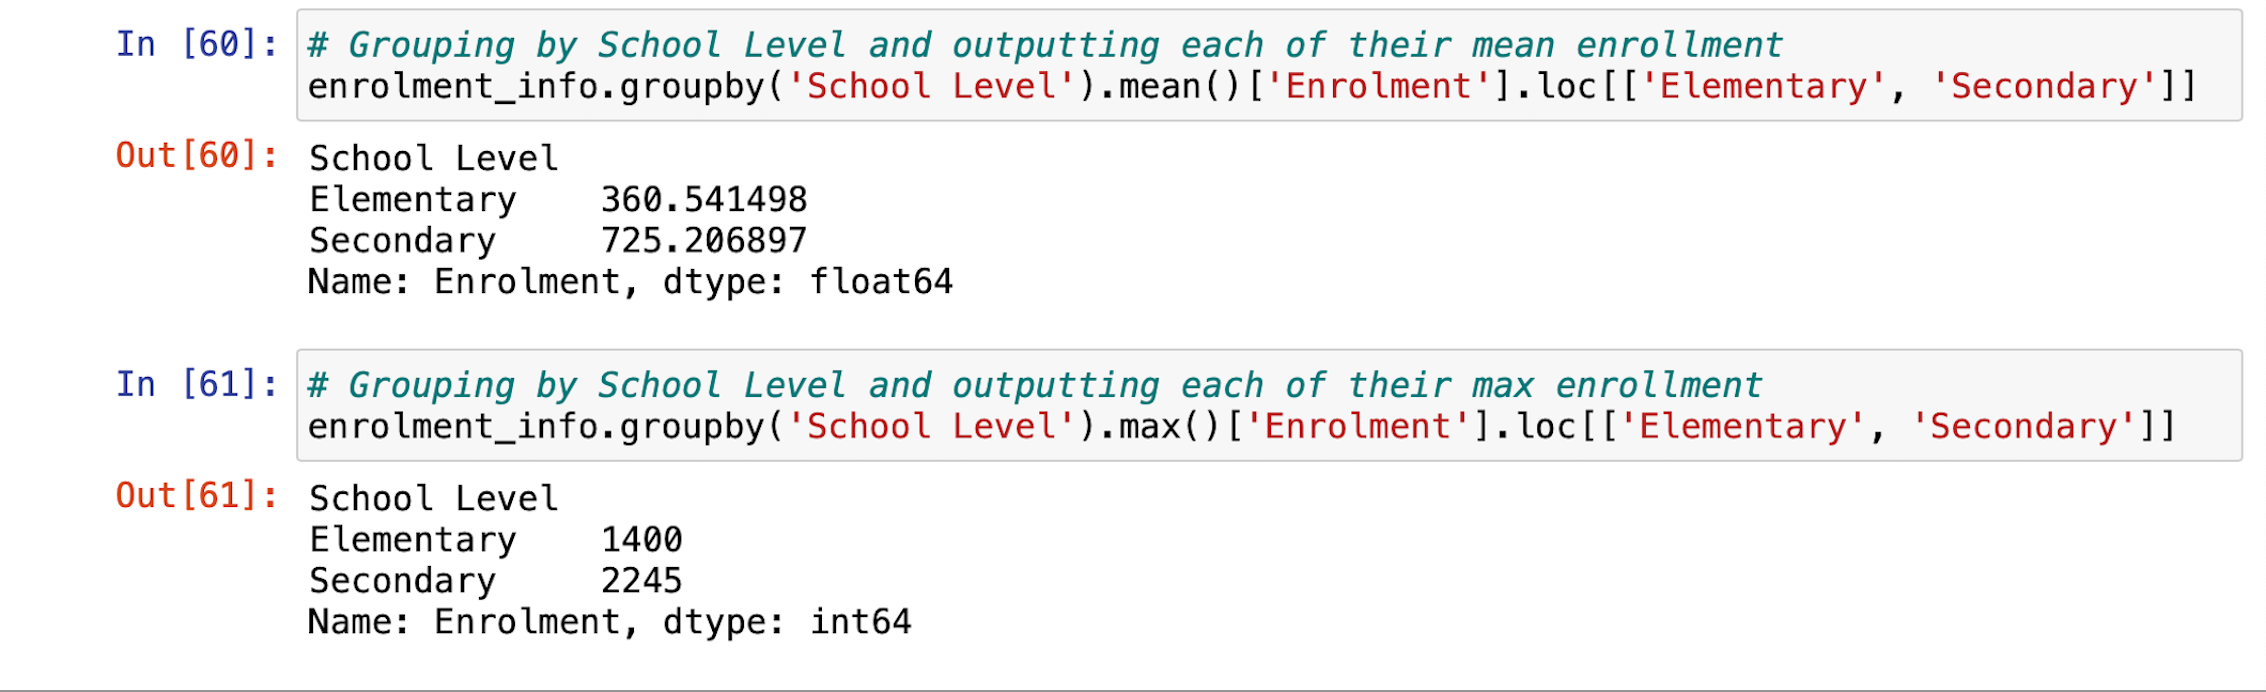 In [60]: # Grouping by School Level and outputting each of their mean enrollment
enrolment_info.groupby('School Level').mean()['Enrolment'].loc[['Elementary', 'Secondary']]
Out[60]: School Level
Elementary    360.541498
Secondary     725.206897
Name: Enrolment, dtype: float64
In [61]: # Grouping by School Level and outputting each of their max enrollment
enrolment_info.groupby('School Level').max()['Enrolment'].loc[['Elementary', 'Secondary']]
Out[61]: School Level
Elementary    1400
Secondary     2245
Name: Enrolment, dtype: int64